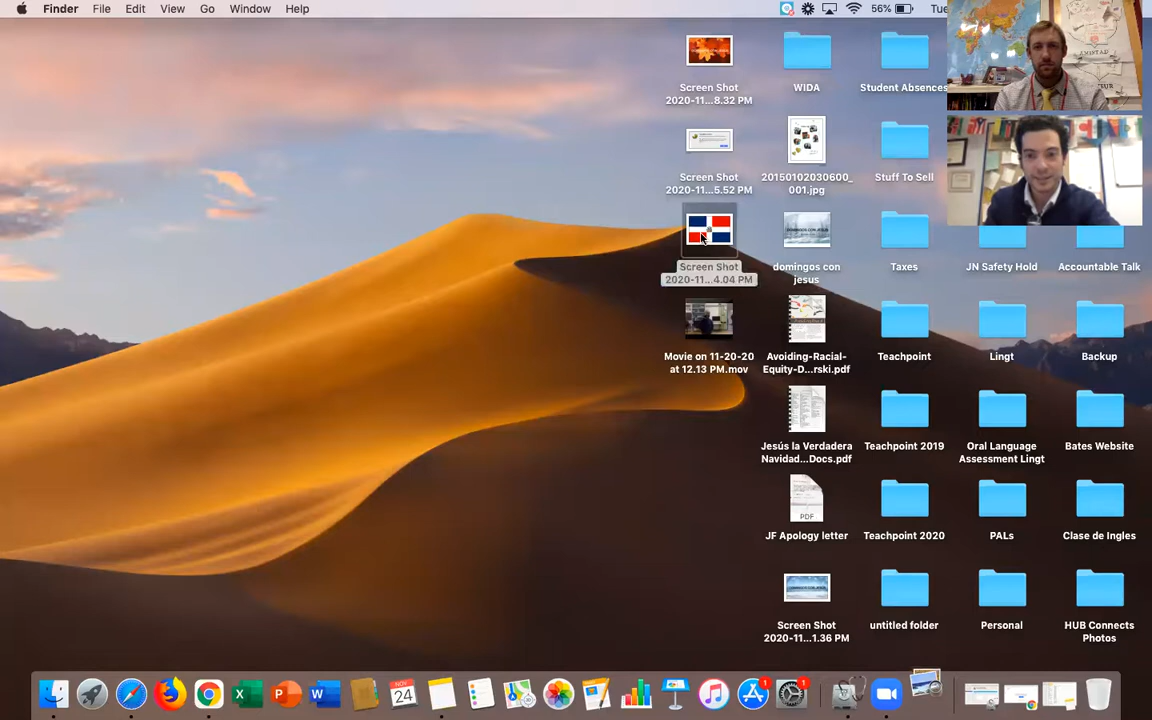 Finder File Edit View Go Window Help
56% Tue
Screen Shot
2020-11...8.32 PM
WIDA
Student Absences
Screen Shot
2020-11...5.52 PM
20150102030600_
001.jpg
Stuff To Sell
Screen Shot
2020-11...4.04 PM
domingos con
jesus
Taxes
JN Safety Hold
Accountable Talk
Movie on 11-20-20
at 12.13 PM.mov
Avoiding-Racial-
Equity-D...rski.pdf
Teachpoint
Lingt
Backup
Jesús la Verdadera
Navidad...Docs.pdf
Teachpoint 2019
Oral Language
Assessment Lingt
Bates Website
PDF
JF Apology letter
Teachpoint 2020
PALs
Clase de Ingles
Screen Shot
2020-11...1.36 PM
untitled folder
Personal
HUB Connects
Photos
NOV
24
1
1